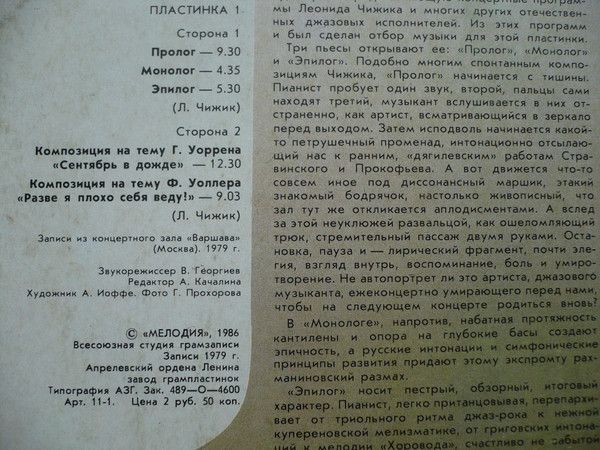 ПЛАСТИНКА 1
Сторона 1
Пролог — 9.30
Монолог — 4.35
Эпилог — 5.30
(Л. Чижик)
Сторона 2
Композиция на тему Г. Уоррена
«Сентябрь в дожде» — 12.30
Композиция на тему Ф. Уоллера
«Разве я плохо себя веду!» — 9.03
(Л. Чижик)
Записи из концертного зала «Варшава»
(Москва). 1979 г.
Звукорежиссер В. Георгиев
Редактор А. Качалина
Художник А. Иоффе. Фото Г. Прохорова
© «МЕЛОДИЯ», 1986
Всесоюзная студия грамзаписи
Записи 1979 г.
Апрелевский ордена Ленина
завод грампластинок
Типография АЗГ. Зак. 489—О—4600
Арт. 11-1. Цена 2 руб. 50 коп.
концертные програм-
мы Леонида Чижика и многих других отечествен-
ных джазовых исполнителей. Из этих программ
и был сделан отбор музыки для этой пластинки.
Три пьесы открывают ее: «Пролог», «Монолог»
и «Эпилог». Подобно многим спонтанным компо-
зициям Чижика, «Пролог» начинается с тишины.
Пианист пробует один звук, второй, пальцы сами
находят третий, музыкант вслушивается в них от-
страненно, как артист, всматривающийся в зеркало
перед выходом. Затем исподволь начинается какой-
то петрушечный променад, интонационно отсылаю-
щий нас к ранним, «дягилевским» работам Стра-
винского и Прокофьева. А вот движется что-то
совсем иное под диссонансный маршик, этакий
знакомый бодрячок, настолько живописный, что
зал тут же откликается аплодисментами. А вслед
за этой неуклюжей развальцой, как ошеломляющий
трюк, стремительный пассаж двумя руками. Оста-
новка, пауза и — лирический фрагмент, почти эле-
гия, взгляд внутрь, воспоминание, боль и умиро-
творение. Не автопортрет ли это артиста, джазового
музыканта, ежеконцертно умирающего перед нами,
чтобы на следующем концерте родиться вновь?
В «Монологе», напротив, набатная протяжность
кантилены и опора на глубокие басы создают
эпичность, а русские интонации и симфонические
принципы развития придают этому экспромту рах-
маниновский размах.
«Эпилог» носит пестрый, обзорный, итоговый
характер. Пианист, легко пританцовывая, перепархи-
вает от триольного ритма джаз-рока к нежной
купереновской мелизматике, от григовских интона-
ций к мелодии «Хоровода», счастливо не забытой